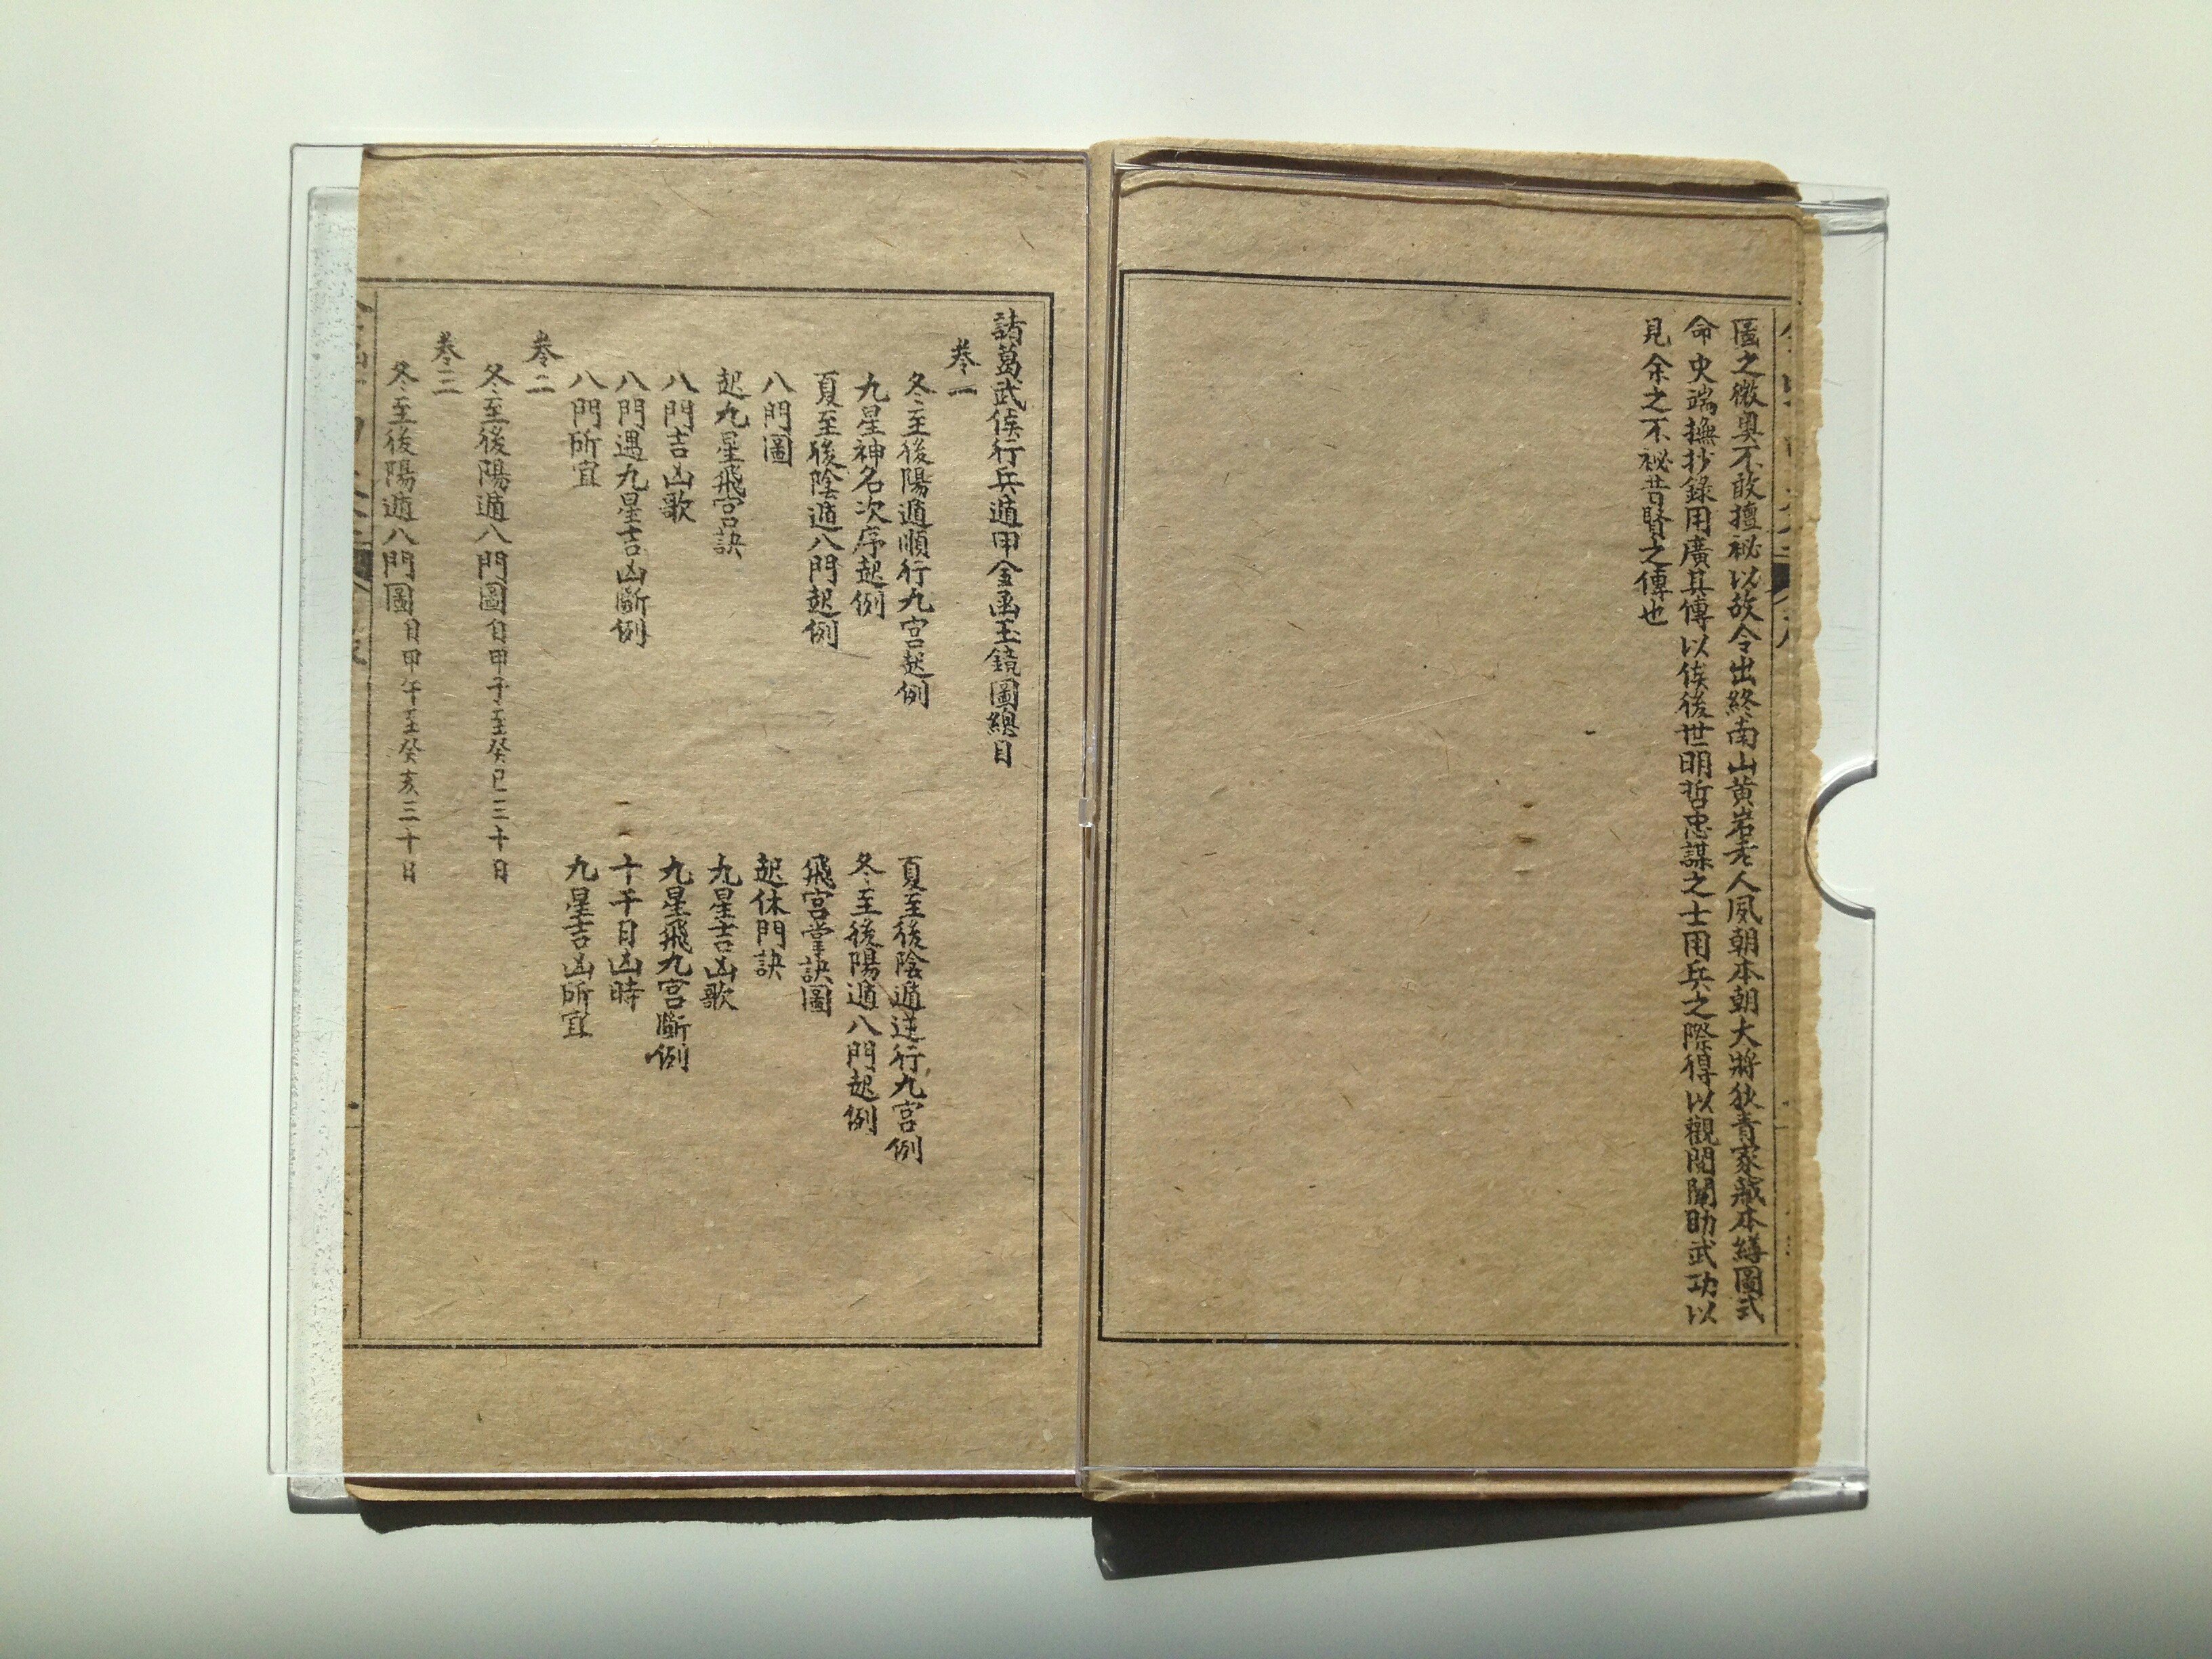 匿之微奧不敢擅祕以故令出終南山黃岩老人夙朝本朝大將狄青家藏本繕圖式
命史端撫抄錄用廣其傳以俟後世明哲忠謀之士用兵之際得以觀閱關助武功以
見余之不祕昔賢之傳也
諸葛武侯行兵遁甲金函玉鏡圖總目
卷一
冬至後陽遁順行九宮起例
夏至後陰遁逆行九宮例
九星神名次序起例
冬至後陽遁八門起例
夏至後陰遁八門起例
飛宮掌訣圖
八門圖
起休門訣
起九星飛宮訣
九星吉凶歌
八門吉凶歌
九星飛九宮斷例
八門遇九星吉凶斷例
十干日凶時
八門所宜
九星吉凶所宜
卷二
冬至後陽遁八門圖自甲子至癸巳三十日
卷三
冬至後陽遁八門圖自甲午至癸亥三十日